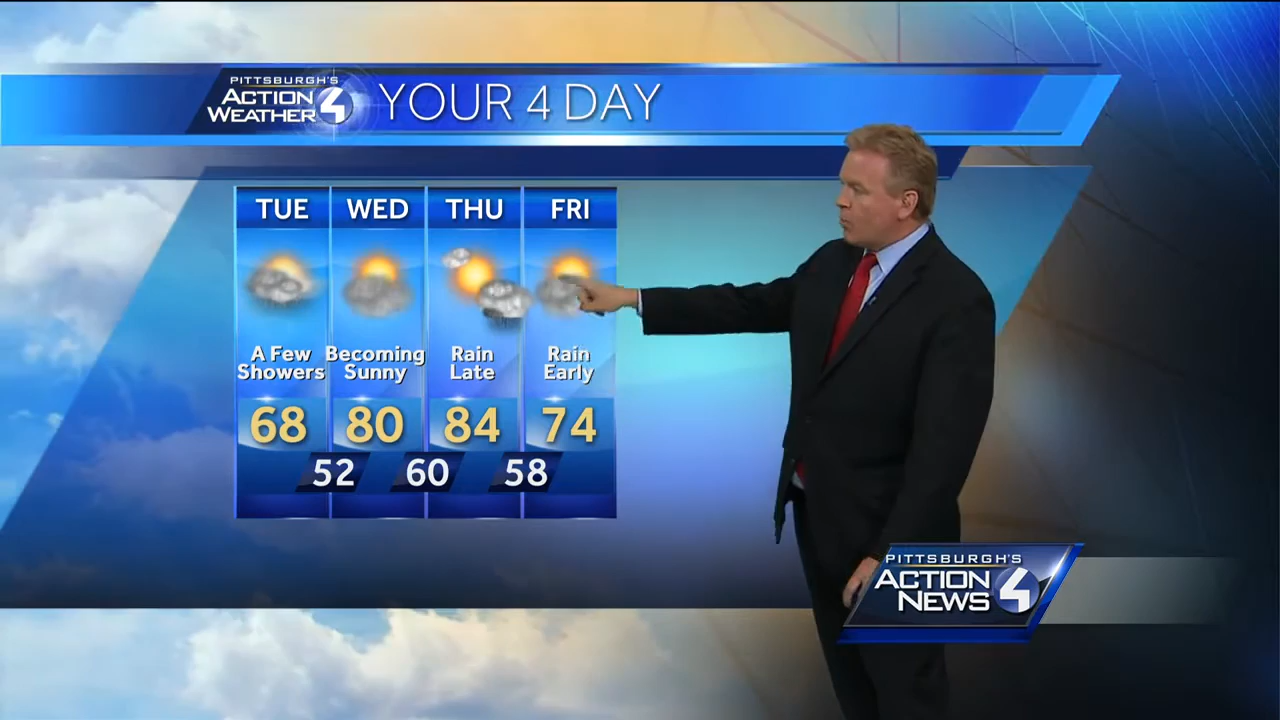 PITTSBURGH'S
ACTION
WEATHER 4
YOUR 4 DAY
TUE WED THU FRI
A Few Becoming Rain Rain
Showers Sunny Late Early
68 80 84 74
52 60 58
PITTSBURGH'S
ACTION
NEWS 4